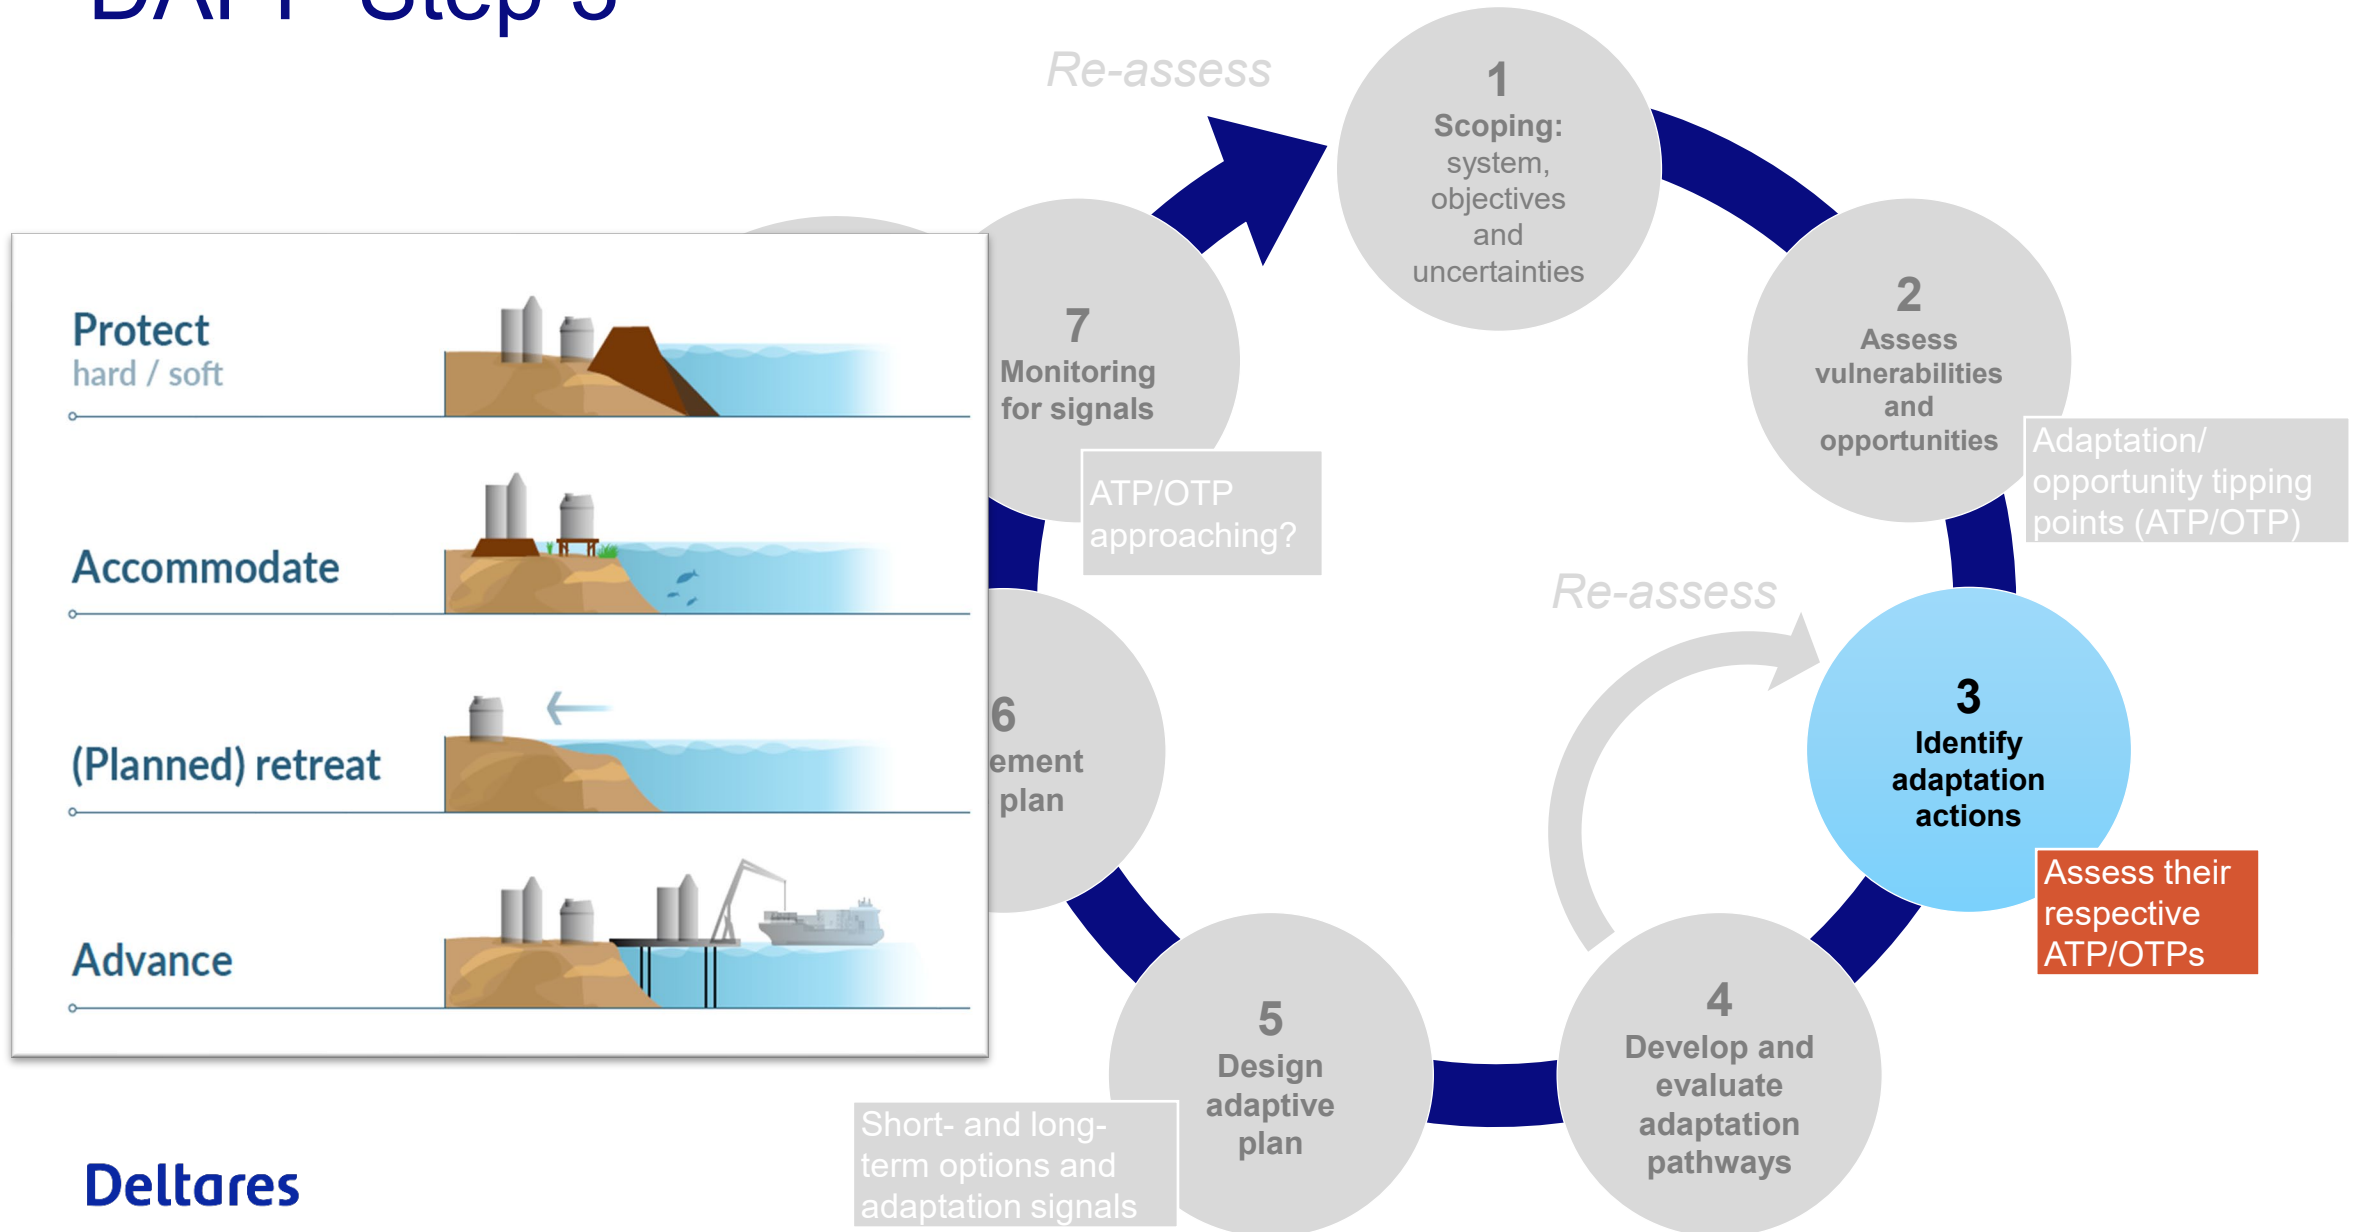 DAPP Step 3
Re-assess
1
Scoping:
system,
objectives
and
uncertainties
2
Assess
vulnerabilities
and
opportunities
Adaptation/
opportunity tipping
points (ATP/OTP)
Re-assess
3
Identify
adaptation
actions
Assess their
respective
ATP/OTPs
4
Develop and
evaluate
adaptation
pathways
5
Design
adaptive
plan
Short- and long-
term options and
adaptation signals
6
ement
plan
7
Monitoring
for signals
ATP/OTP
approaching?
Protect
hard / soft
Accommodate
(Planned) retreat
Advance
Deltares